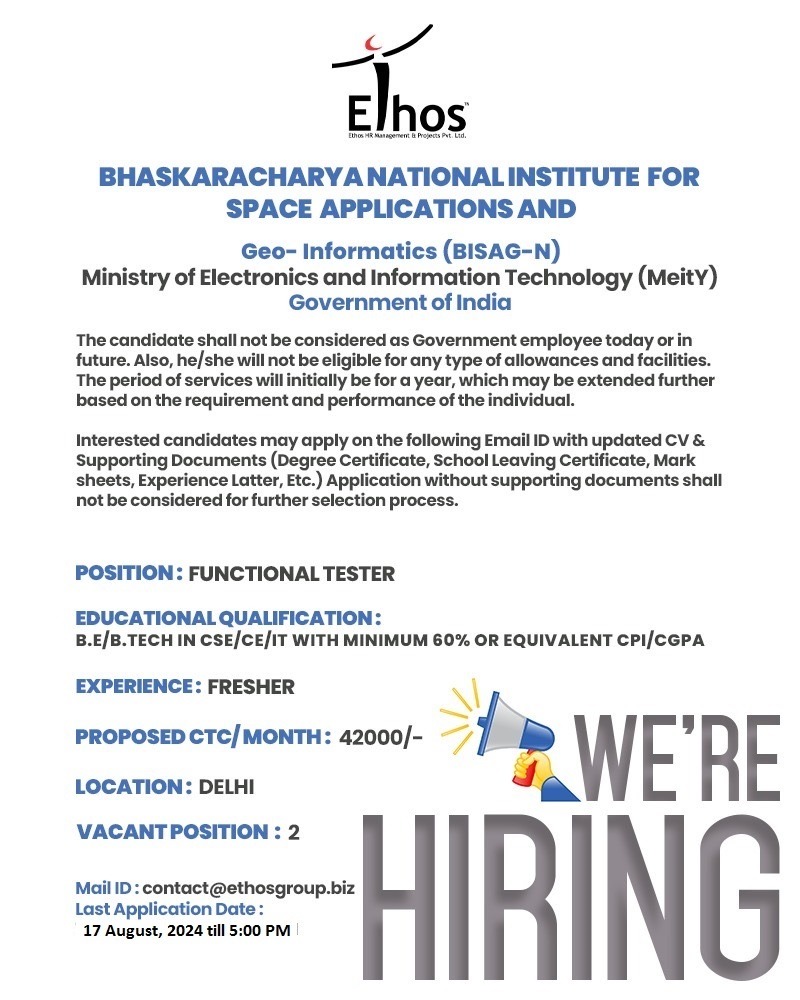 Ethos™
Ethos HR Management & Projects Pvt. Ltd.
BHASKARACHARYA NATIONAL INSTITUTE FOR
SPACE APPLICATIONS AND
Geo- Informatics (BISAG-N)
Ministry of Electronics and Information Technology (MeitY)
Government of India
The candidate shall not be considered as Government employee today or in
future. Also, he/she will not be eligible for any type of allowances and facilities.
The period of services will initially be for a year, which may be extended further
based on the requirement and performance of the individual.
Interested candidates may apply on the following Email ID with updated CV &
Supporting Documents (Degree Certificate, School Leaving Certificate, Mark
sheets, Experience Latter, Etc.) Application without supporting documents shall
not be considered for further selection process.
POSITION : FUNCTIONAL TESTER
EDUCATIONAL QUALIFICATION :
B.E/B.TECH IN CSE/CE/IT WITH MINIMUM 60% OR EQUIVALENT CPI/CGPA
EXPERIENCE : FRESHER
PROPOSED CTC/ MONTH : 42000/-
LOCATION : DELHI
VACANT POSITION : 2
Mail ID : contact@ethosgroup.biz
Last Application Date :
17 August, 2024 till 5:00 PM
WE'RE
HIRING